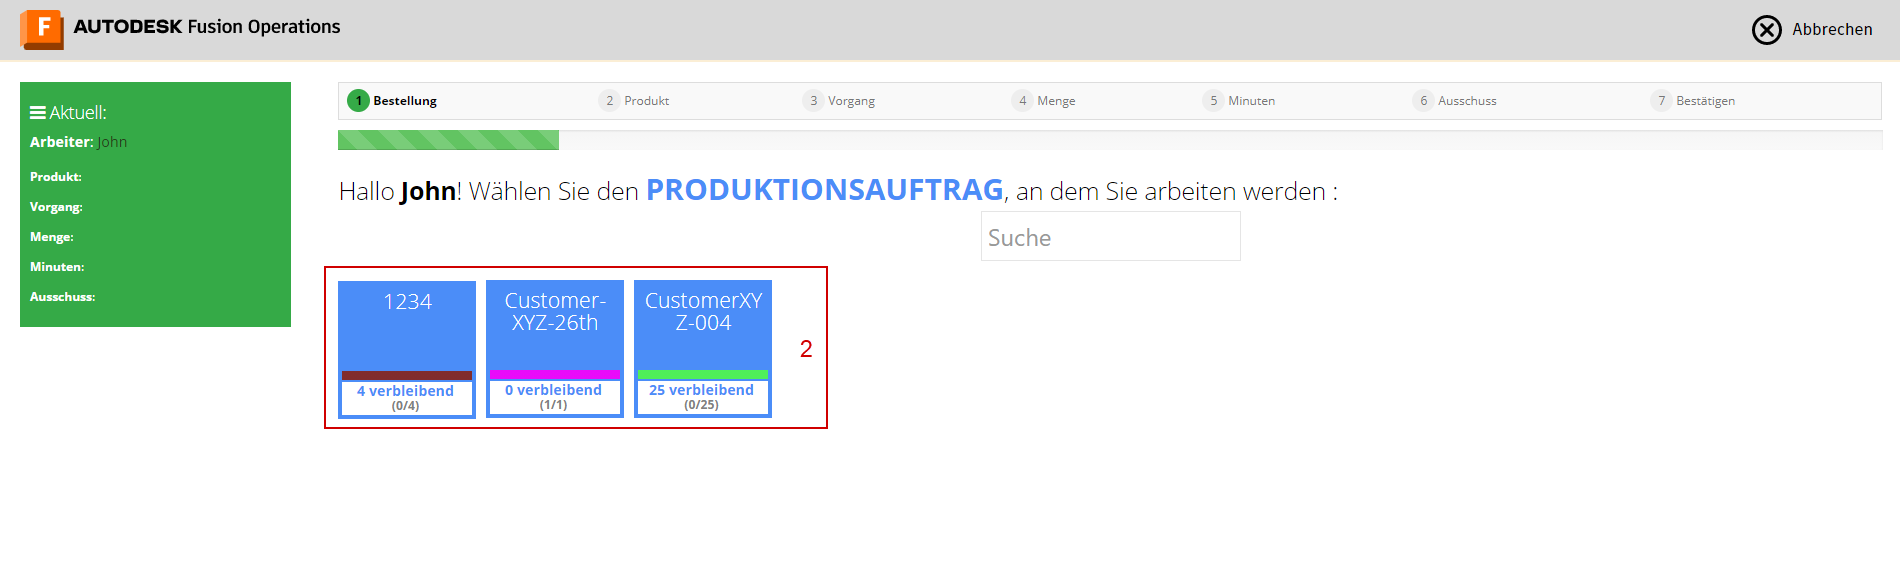 F AUTODESK Fusion Operations
Abbrechen
Aktuell:
Arbeiter: John
Produkt:
Vorgang:
Menge:
Minuten:
Ausschuss:
1 Bestellung 2 Produkt 3 Vorgang 4 Menge 5 Minuten 6 Ausschuss 7 Bestätigen
Hallo John! Wählen Sie den PRODUKTIONSAUFTRAG, an dem Sie arbeiten werden :
Suche
1234
4 verbleibend
(0/4)
Customer-
XYZ-26th
0 verbleibend
(1/1)
CustomerXY
Z-004
25 verbleibend
(0/25)
2